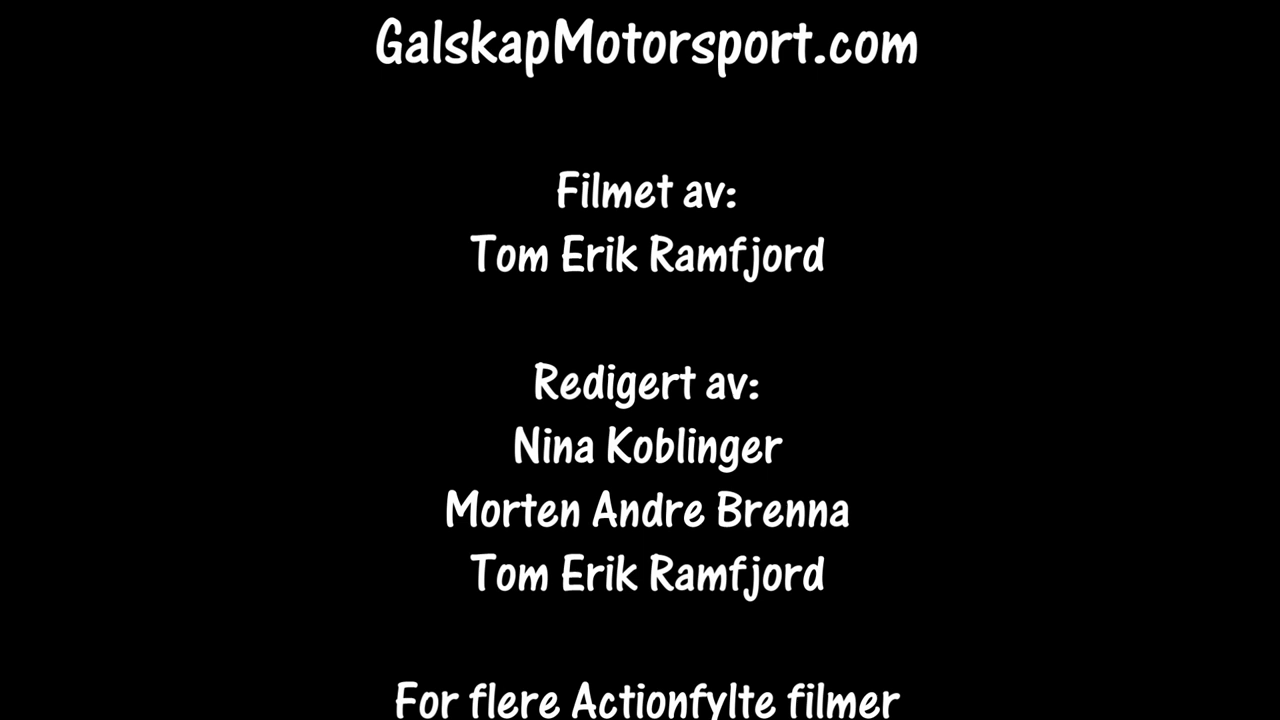 GalskapMotorsport.com
Filmet av:
Tom Erik Ramfjord
Redigert av:
Nina Koblinger
Morten Andre Brenna
Tom Erik Ramfjord
For flere Actionfylte filmer